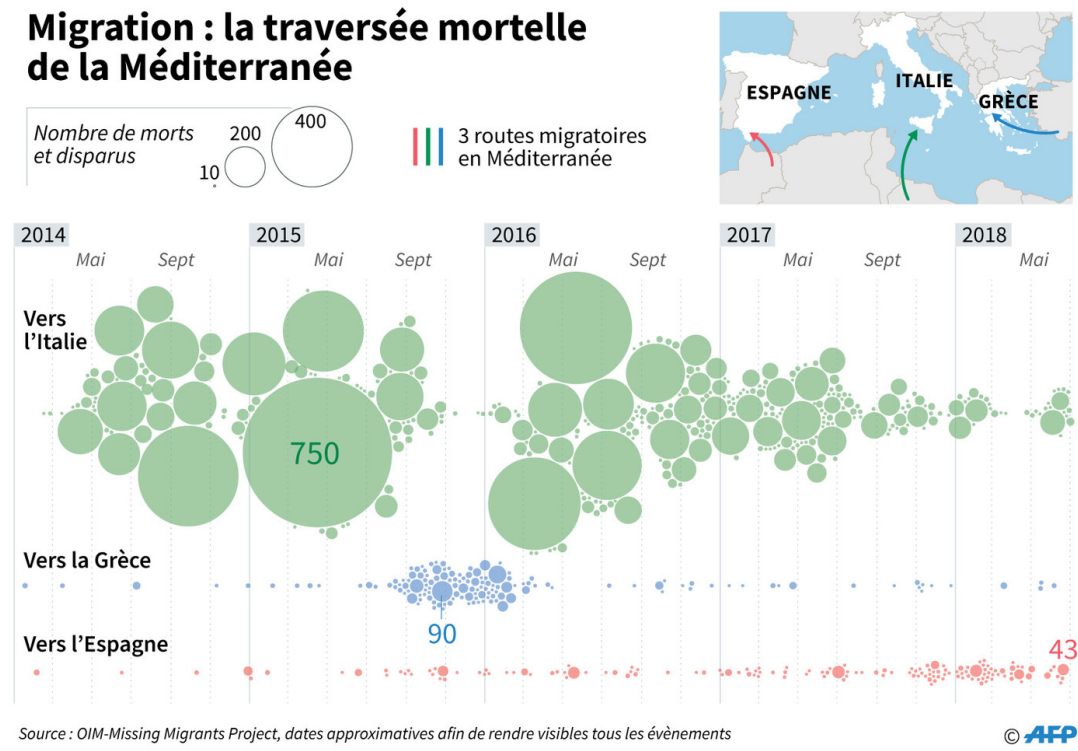 Migration : la traversée mortelle
de la Méditerranée
Nombre de morts
et disparus
10
200
400
3 routes migratoires
en Méditerranée
ESPAGNE
ITALIE
GRÈCE
2014
2015
2016
2017
2018
Mai
Sept
Mai
Sept
Mai
Sept
Mai
Sept
Mai
Vers
l'Italie
750
Vers la Grèce
90
Vers l'Espagne
43
Source : OIM-Missing Migrants Project, dates approximatives afin de rendre visibles tous les évènements
© AFP